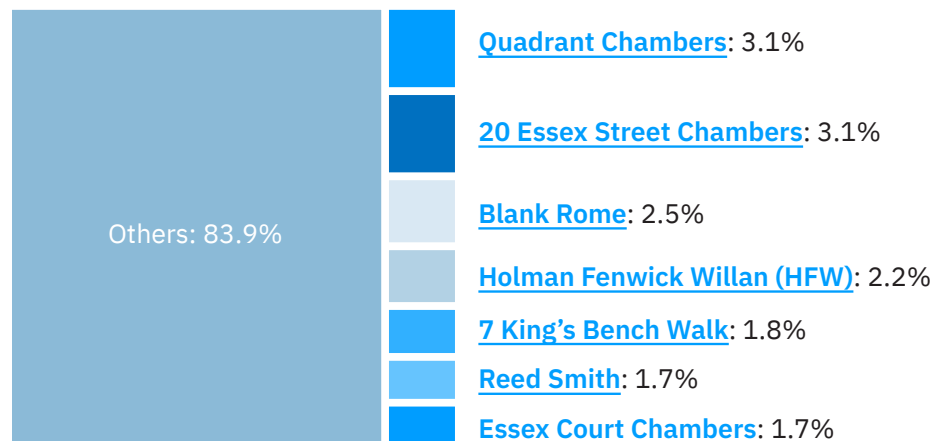 Quadrant Chambers: 3.1%
20 Essex Street Chambers: 3.1%
Blank Rome: 2.5%
Others: 83.9%
Holman Fenwick Willan (HFW): 2.2%
7 King's Bench Walk: 1.8%
Reed Smith: 1.7%
Essex Court Chambers: 1.7%